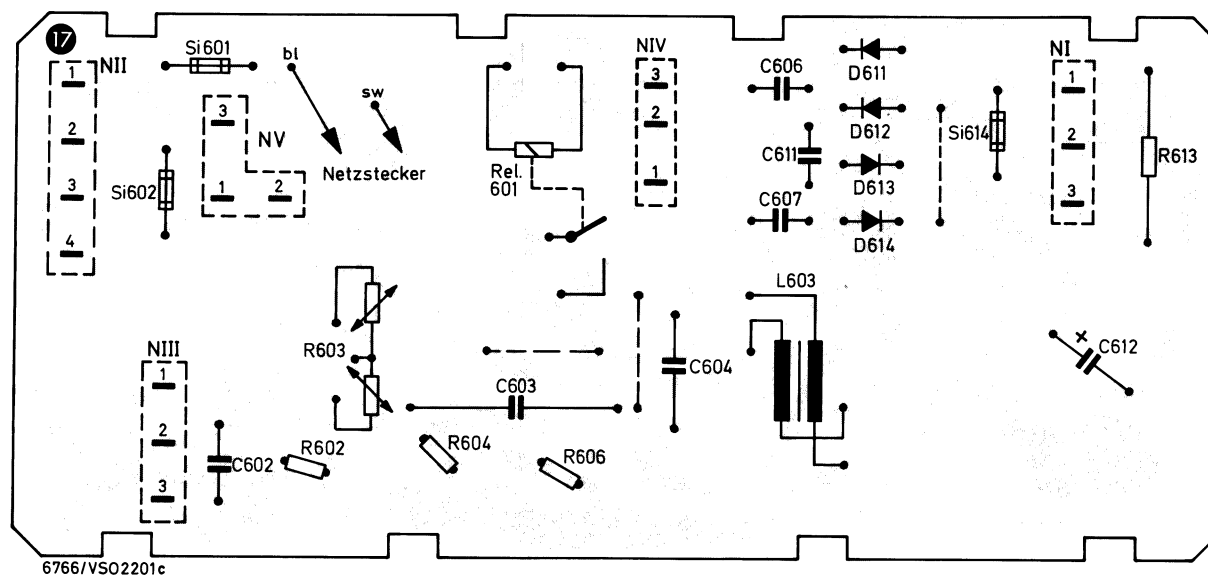 17
NII
1
2
3
4
Si601
bl
sw
Netzstecker
3
NV
1
2
Si602
Rel.
601
NIV
3
2
1
C606
C611
C607
D611
D612
D613
D614
Si614
NI
1
2
3
R613
R603
L603
C604
C603
C612
+
NIII
1
2
3
C602
R602
R604
R606
6766/VSO2201c